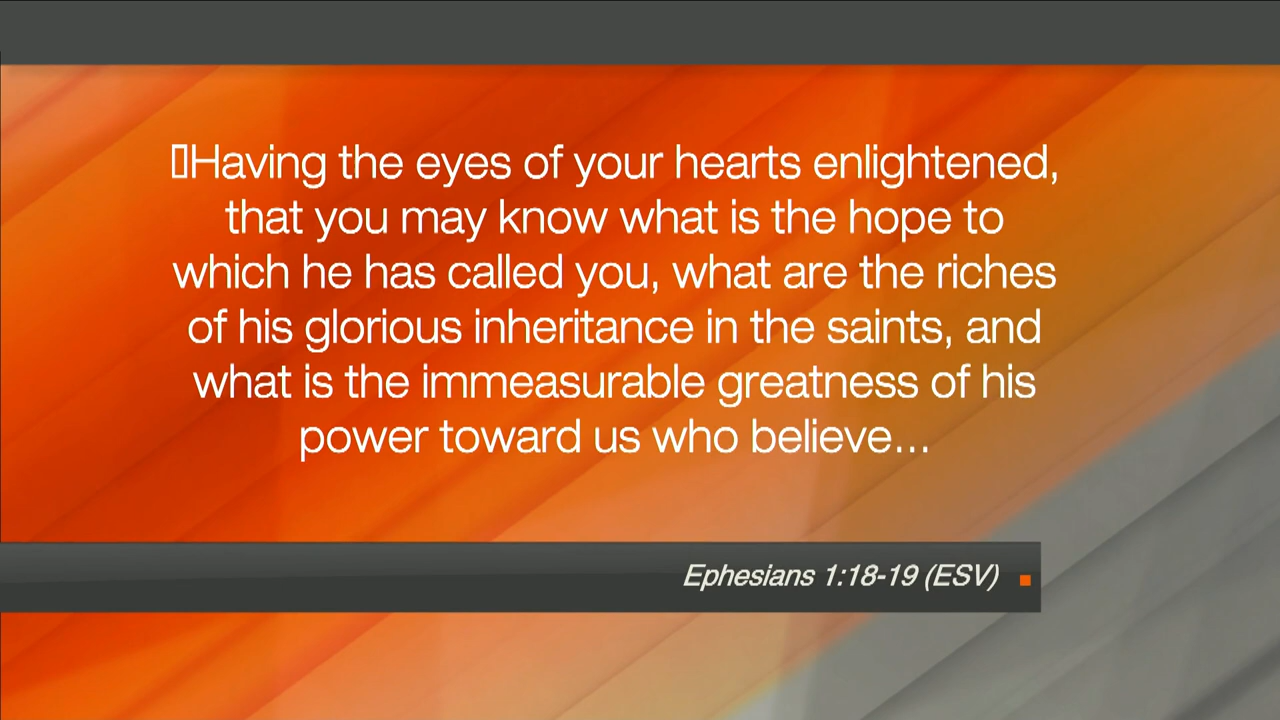 Having the eyes of your hearts enlightened,
that you may know what is the hope to
which he has called you, what are the riches
of his glorious inheritance in the saints, and
what is the immeasurable greatness of his
power toward us who believe...
Ephesians 1:18-19 (ESV)